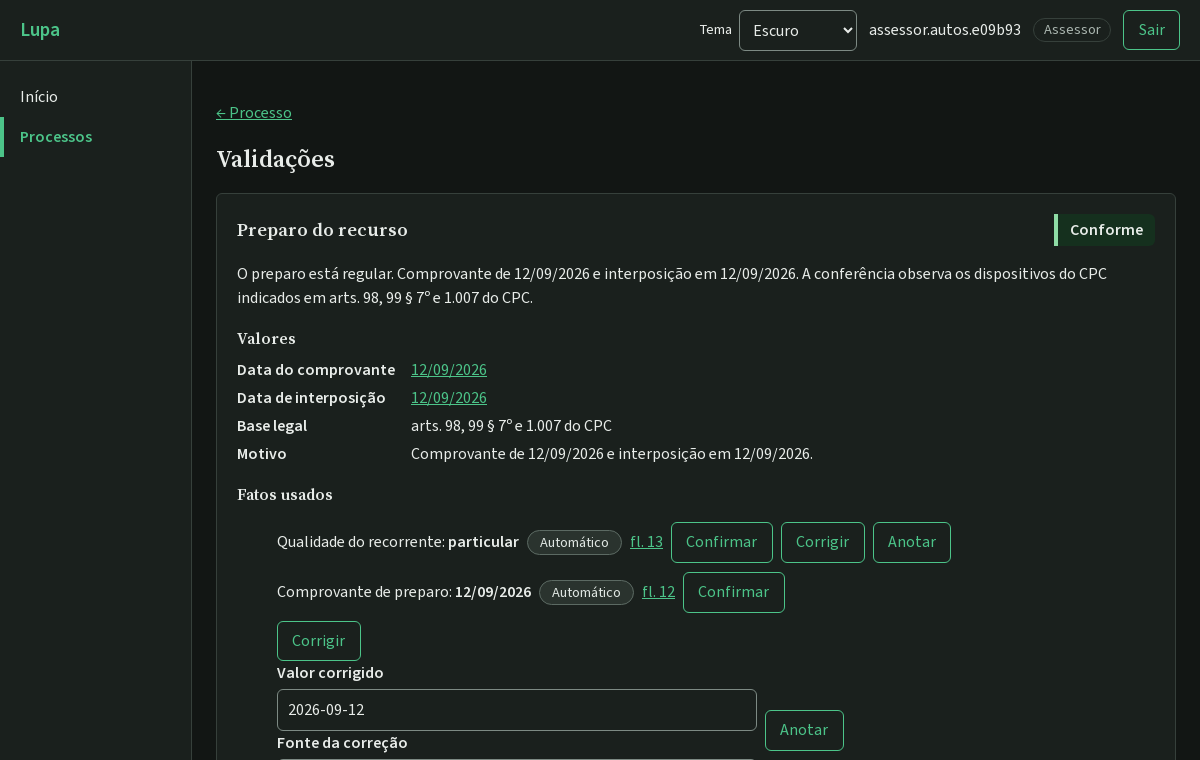 Lupa
Tema
Escuro
assessor.autos.e09b93
Assessor
Sair
Início
Processos
← Processo
Validações
Preparo do recurso
Conforme
O preparo está regular. Comprovante de 12/09/2026 e interposição em 12/09/2026. A conferência observa os dispositivos do CPC
indicados em arts. 98, 99 § 7º e 1.007 do CPC.
Valores
Data do comprovante 12/09/2026
Data de interposição 12/09/2026
Base legal arts. 98, 99 § 7º e 1.007 do CPC
Motivo Comprovante de 12/09/2026 e interposição em 12/09/2026.
Fatos usados
Qualidade do recorrente: particular Automático fl. 13 Confirmar Corrigir Anotar
Comprovante de preparo: 12/09/2026 Automático fl. 12 Confirmar
Corrigir
Valor corrigido
2026-09-12
Anotar
Fonte da correção